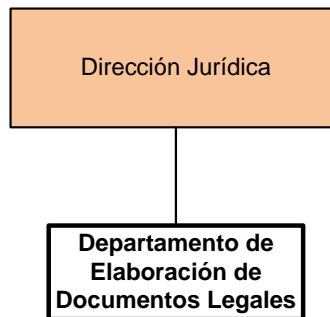 Dirección Jurídica
Departamento de
Elaboración de
Documentos Legales